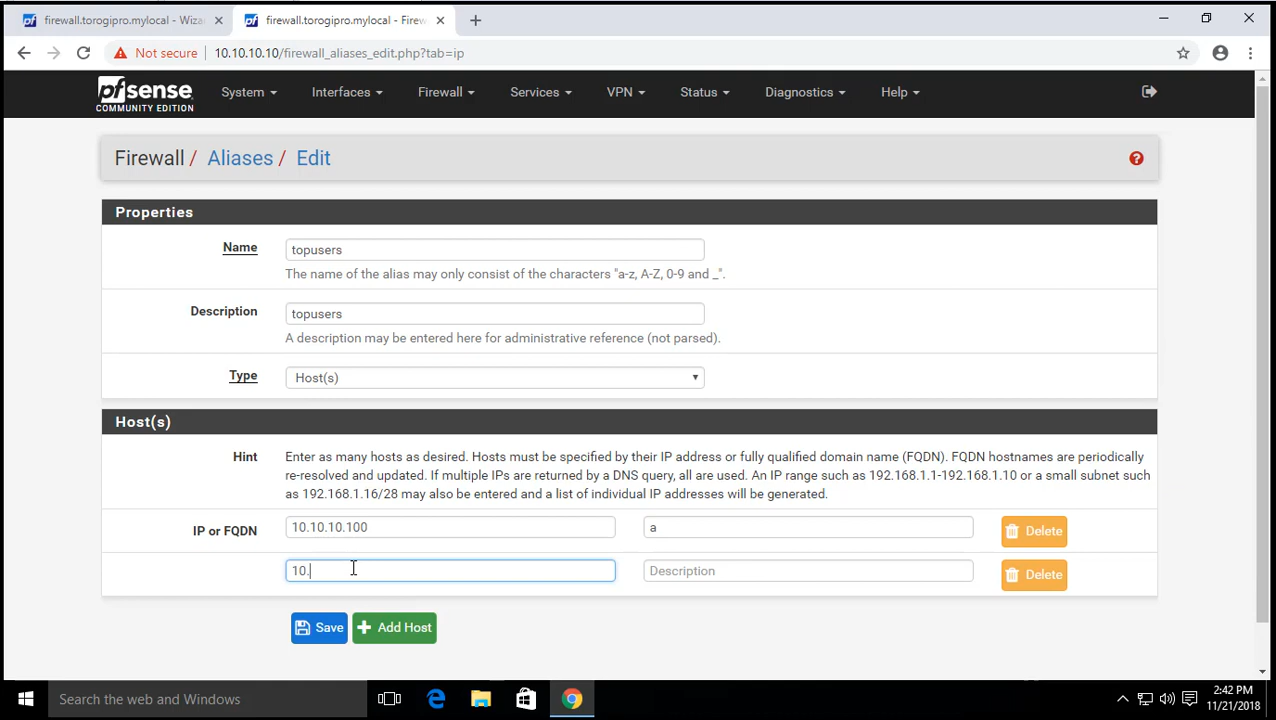 firewall.torogipro.mylocal - Wiza
firewall.torogipro.mylocal - Firew
Not secure 10.10.10.10/firewall_aliases_edit.php?tab=ip
pfsense
COMMUNITY EDITION
System Interfaces Firewall Services VPN Status Diagnostics Help
Firewall / Aliases / Edit
Properties
Name topusers
The name of the alias may only consist of the characters "a-z, A-Z, 0-9 and _".
Description topusers
A description may be entered here for administrative reference (not parsed).
Type Host(s)
Host(s)
Hint Enter as many hosts as desired. Hosts must be specified by their IP address or fully qualified domain name (FQDN). FQDN hostnames are periodically
re-resolved and updated. If multiple IPs are returned by a DNS query, all are used. An IP range such as 192.168.1.1-192.168.1.10 or a small subnet such
as 192.168.1.16/28 may also be entered and a list of individual IP addresses will be generated.
IP or FQDN 10.10.10.100 a Delete
10. Description Delete
Save Add Host
Search the web and Windows
2:42 PM
11/21/2018